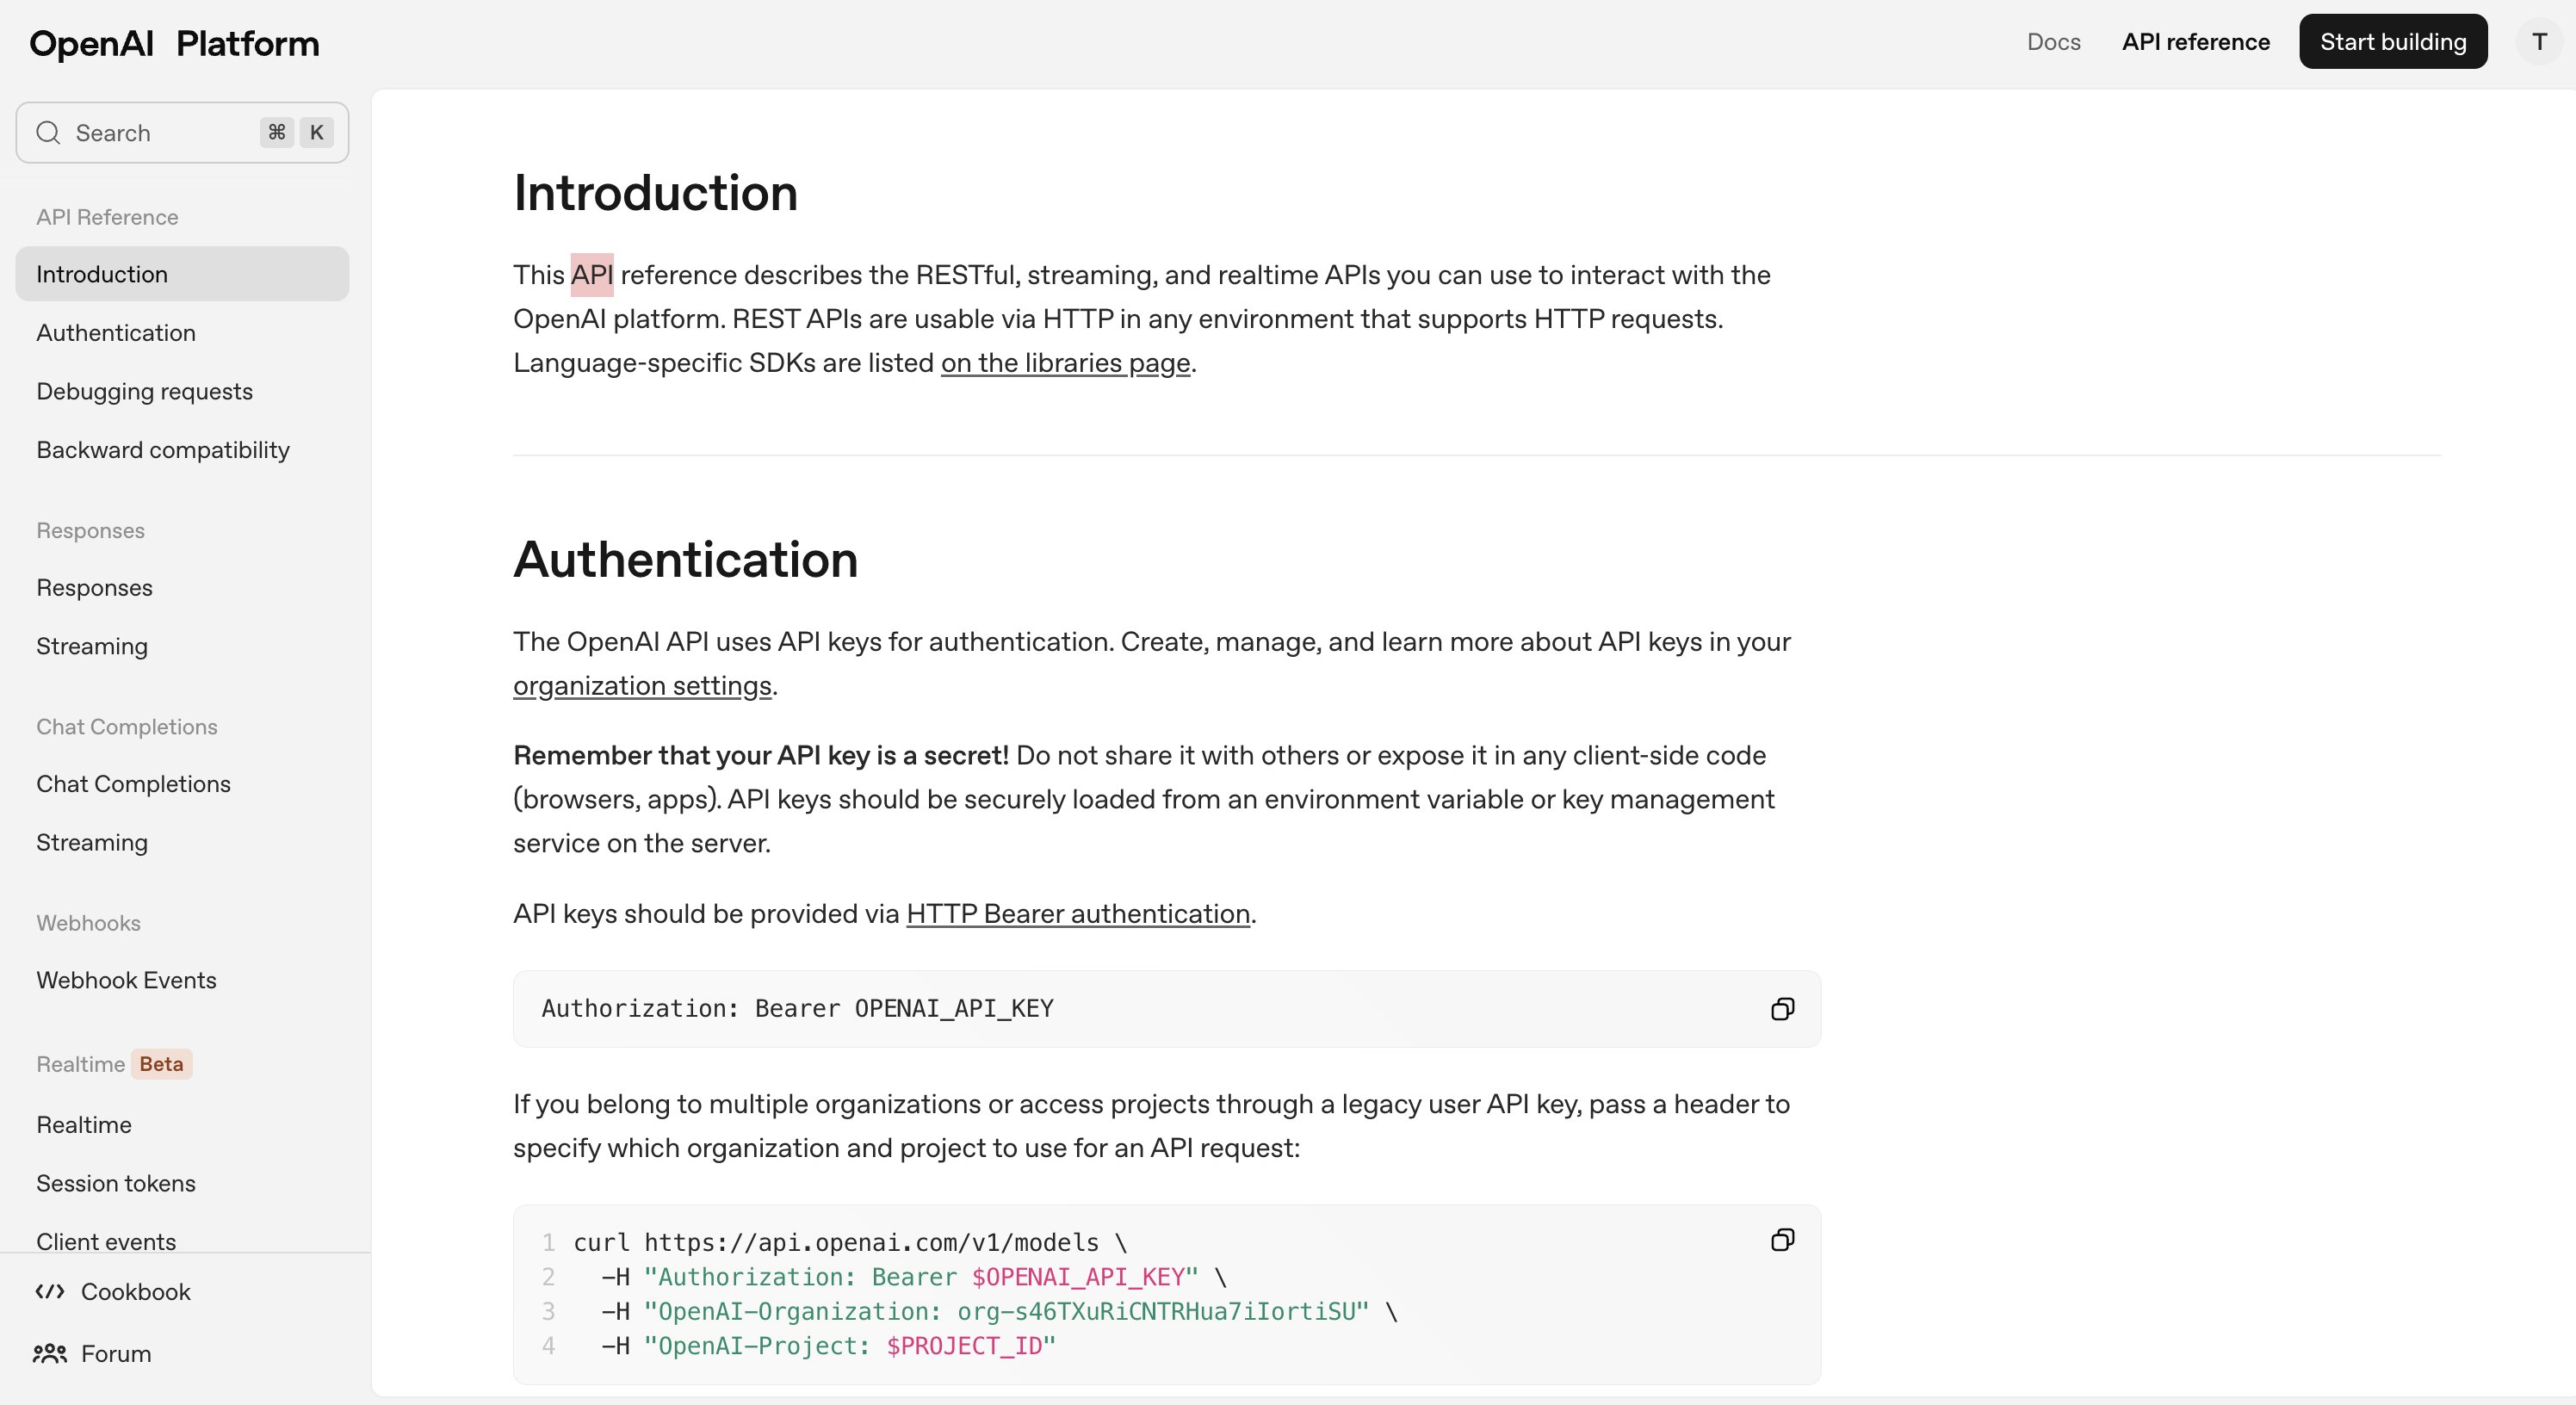 OpenAI Platform
Docs
API reference
Start building
T
Search
⌘ K
API Reference
Introduction
Authentication
Debugging requests
Backward compatibility
Responses
Responses
Streaming
Chat Completions
Chat Completions
Streaming
Webhooks
Webhook Events
Realtime Beta
Realtime
Session tokens
Client events
Cookbook
Forum
Introduction
This API reference describes the RESTful, streaming, and realtime APIs you can use to interact with the
OpenAI platform. REST APIs are usable via HTTP in any environment that supports HTTP requests.
Language-specific SDKs are listed on the libraries page.
Authentication
The OpenAI API uses API keys for authentication. Create, manage, and learn more about API keys in your
organization settings.
Remember that your API key is a secret! Do not share it with others or expose it in any client-side code
(browsers, apps). API keys should be securely loaded from an environment variable or key management
service on the server.
API keys should be provided via HTTP Bearer authentication.
Authorization: Bearer OPENAI_API_KEY
If you belong to multiple organizations or access projects through a legacy user API key, pass a header to
specify which organization and project to use for an API request:
1 curl https://api.openai.com/v1/models \
2 -H "Authorization: Bearer $OPENAI_API_KEY" \
3 -H "OpenAI-Organization: org-s46TXuRiCNTRHua7iIortiSU" \
4 -H "OpenAI-Project: $PROJECT_ID"